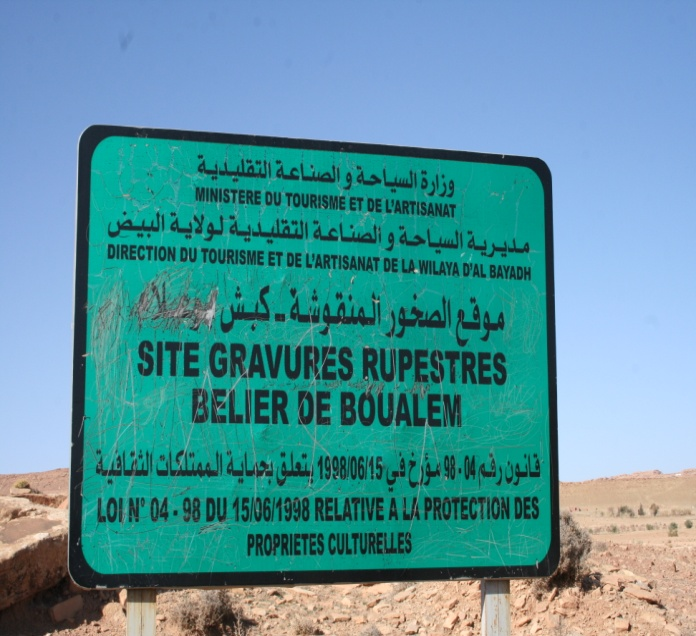 وزارة السياحة و الصناعة التقليدية
MINISTERE DU TOURISME ET DE L'ARTISANAT
مديرية السياحة و الصناعة التقليدية لولاية البيض
DIRECTION DU TOURISME ET DE L'ARTISANAT DE LA WILAYA D'AL BAYADH
موقع الصخور المنقوشة - كبش
SITE GRAVURES RUPESTRES
BELIER DE BOUALEM
قانون رقم 04 - 98 مؤرخ في 1998/06/15 يتعلق بحماية الممتلكات الثقافية
LOI N° 04 - 98 DU 15/06/1998 RELATIVE A LA PROTECTION DES
PROPRIETES CULTURELLES